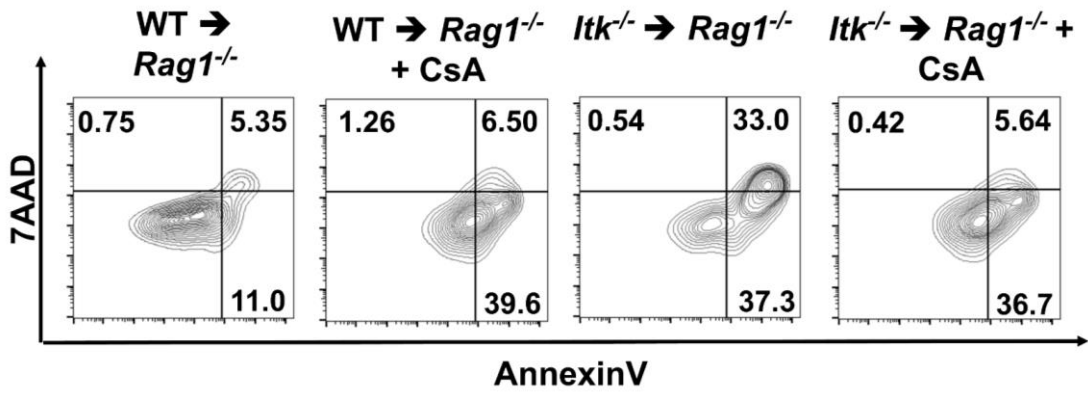 WT ➔
Rag1-/-
WT ➔ Rag1-/-
+ CsA
Itk-/- ➔ Rag1-/-
Itk-/- ➔ Rag1-/- +
CsA
0.75 5.35
11.0
1.26 6.50
39.6
0.54 33.0
37.3
0.42 5.64
36.7
7AAD
AnnexinV